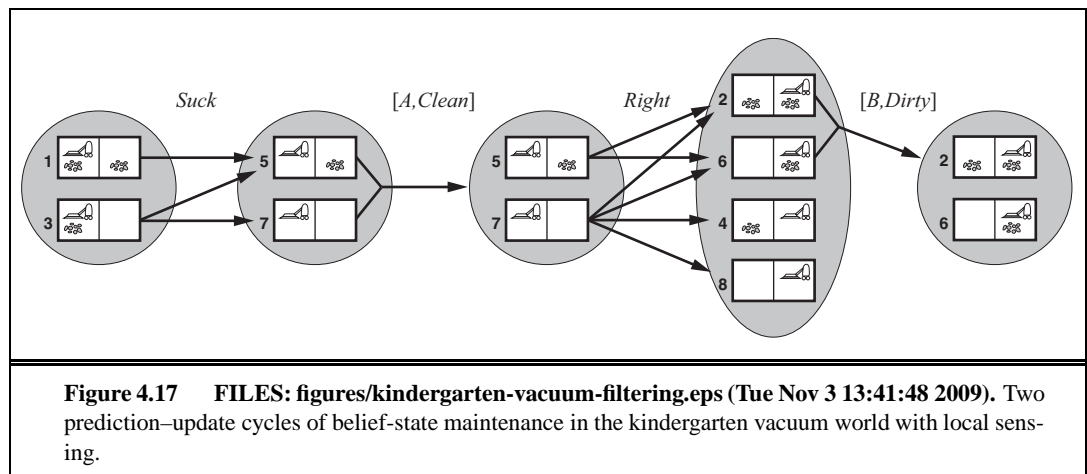 Suck
[A,Clean]
Right
[B,Dirty]
1
3
5
7
5
7
2
6
4
8
2
6
Figure 4.17 FILES: figures/kindergarten-vacuum-filtering.eps (Tue Nov 3 13:41:48 2009). Two
prediction–update cycles of belief-state maintenance in the kindergarten vacuum world with local sens-
ing.